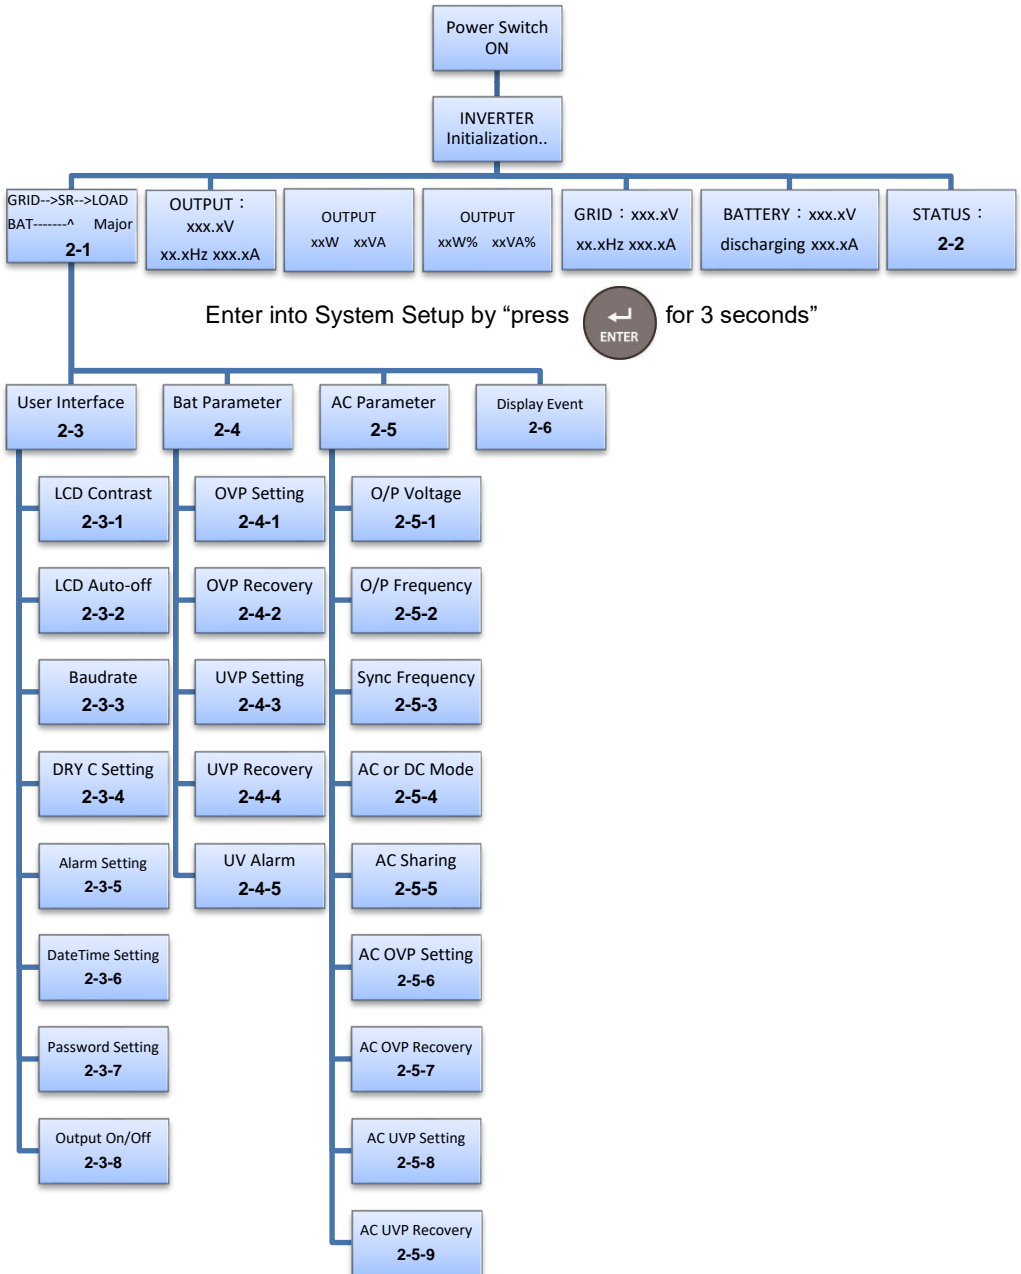 Power Switch
ON
INVERTER
Initialization..
GRID-->SR-->LOAD
BAT-------^ Major
2-1
OUTPUT：
xxx.xV
xx.xHz xxx.xA
OUTPUT
xxW xxVA
OUTPUT
xxW% xxVA%
GRID：xxx.xV
xx.xHz xxx.xA
BATTERY：xxx.xV
discharging xxx.xA
STATUS：
2-2
Enter into System Setup by “press
ENTER
for 3 seconds”
User Interface
2-3
Bat Parameter
2-4
AC Parameter
2-5
Display Event
2-6
LCD Contrast
2-3-1
OVP Setting
2-4-1
O/P Voltage
2-5-1
LCD Auto-off
2-3-2
OVP Recovery
2-4-2
O/P Frequency
2-5-2
Baudrate
2-3-3
UVP Setting
2-4-3
Sync Frequency
2-5-3
DRY C Setting
2-3-4
UVP Recovery
2-4-4
AC or DC Mode
2-5-4
Alarm Setting
2-3-5
UV Alarm
2-4-5
AC Sharing
2-5-5
DateTime Setting
2-3-6
AC OVP Setting
2-5-6
Password Setting
2-3-7
AC OVP Recovery
2-5-7
Output On/Off
2-3-8
AC UVP Setting
2-5-8
AC UVP Recovery
2-5-9